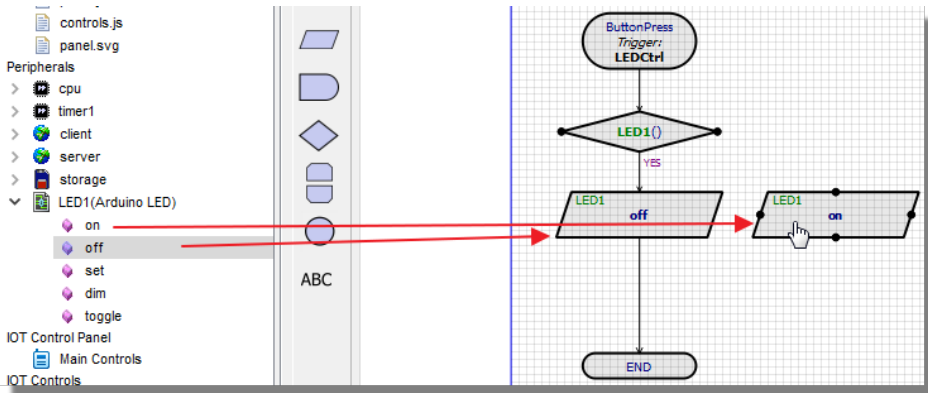 controls.js
panel.svg
Peripherals
cpu
timer1
client
server
storage
LED1(Arduino LED)
on
off
set
dim
toggle
IOT Control Panel
Main Controls
IOT Controls
ABC
ButtonPress
Trigger:
LEDCtrl
LED1()
YES
LED1
off
LED1
on
END